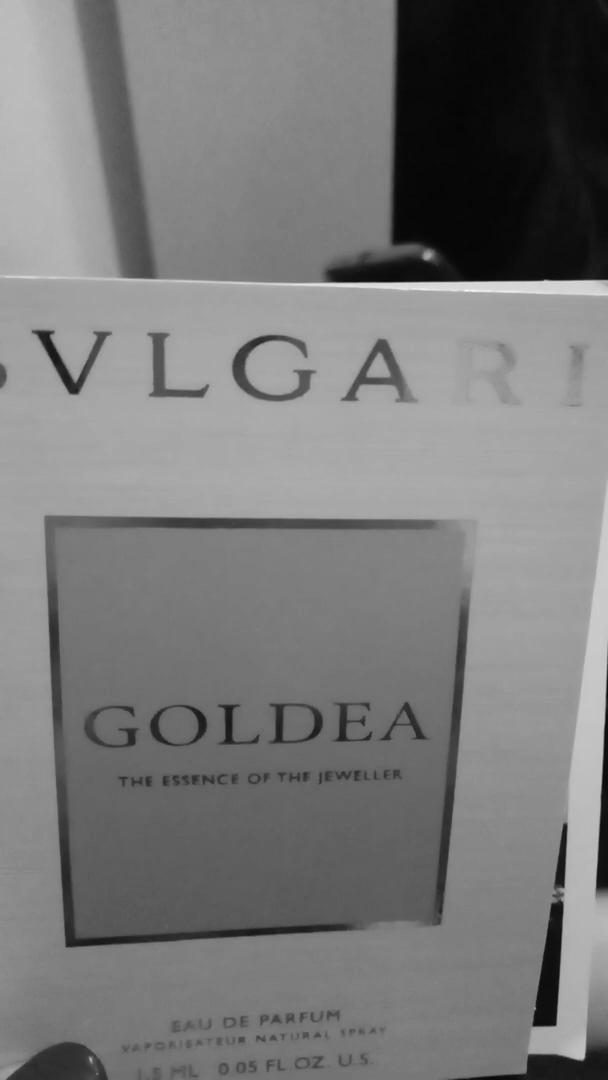 BVLGARI
GOLDEA
THE ESSENCE OF THE JEWELLER
EAU DE PARFUM
VAPORISATEUR NATURAL SPRAY
1.5 ML 0.05 FL.OZ. U.S.